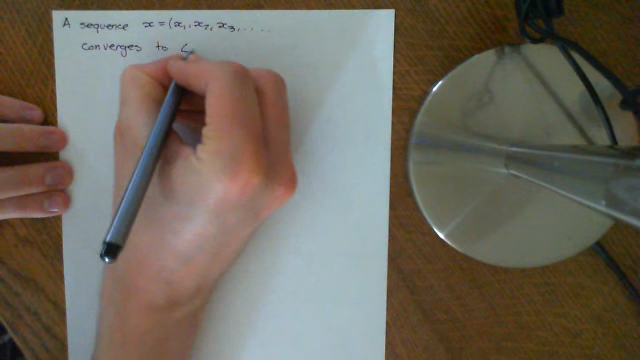 A sequence x = (x₁, x₂, x₃, . . . .
converges to